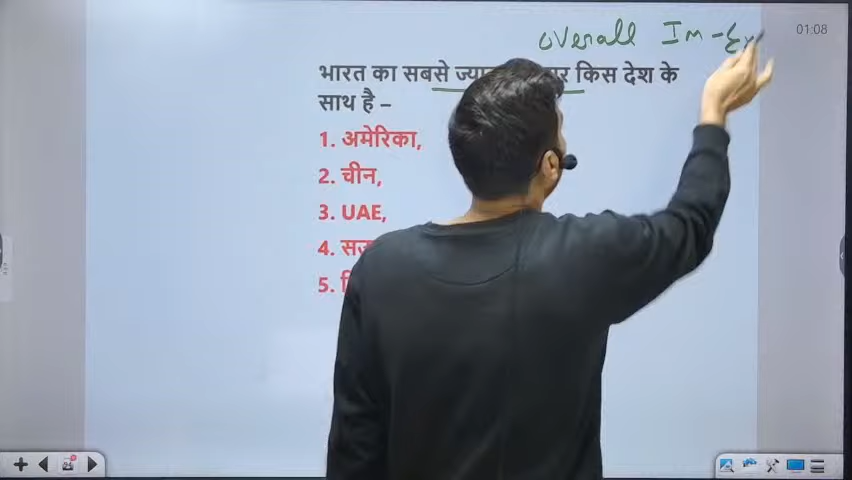 overall Im-Ex
01:08
भारत का सबसे किस देश के
साथ है –
1. अमेरिका,
2. चीन,
3. UAE,
4.
5.